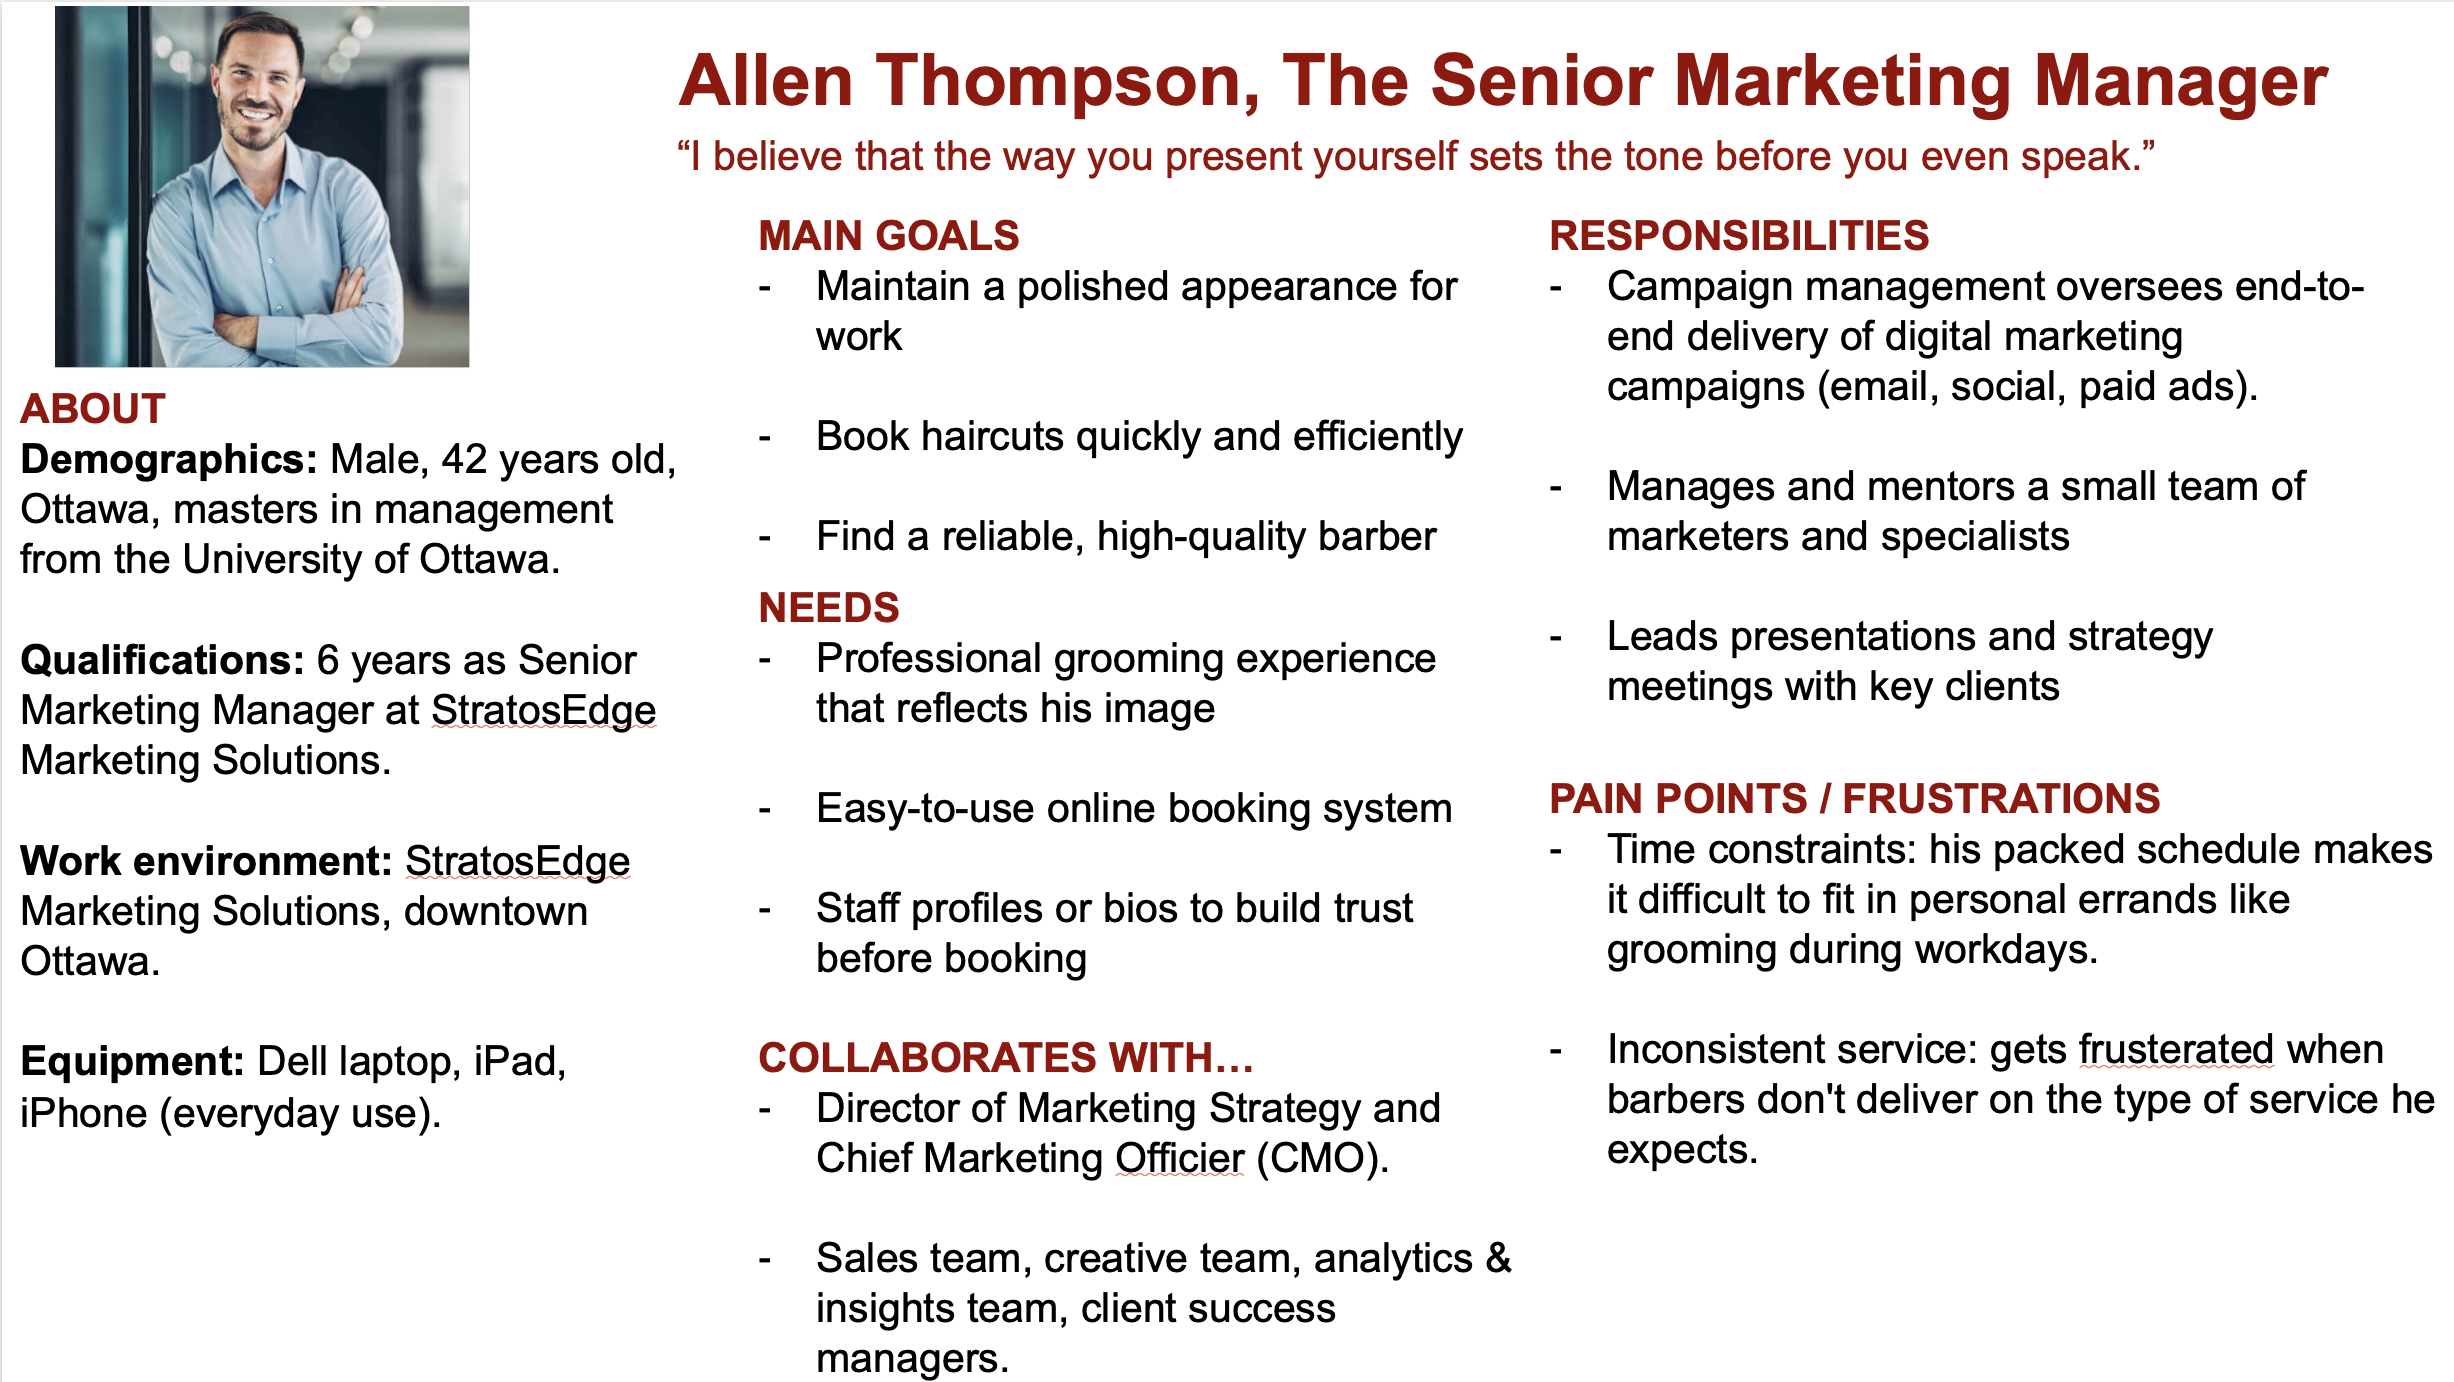 Allen Thompson, The Senior Marketing Manager
“I believe that the way you present yourself sets the tone before you even speak.”
ABOUT
Demographics: Male, 42 years old,
Ottawa, masters in management
from the University of Ottawa.
Qualifications: 6 years as Senior
Marketing Manager at StratosEdge
Marketing Solutions.
Work environment: StratosEdge
Marketing Solutions, downtown
Ottawa.
Equipment: Dell laptop, iPad,
iPhone (everyday use).
MAIN GOALS
- Maintain a polished appearance for
work
- Book haircuts quickly and efficiently
- Find a reliable, high-quality barber
NEEDS
- Professional grooming experience
that reflects his image
- Easy-to-use online booking system
- Staff profiles or bios to build trust
before booking
COLLABORATES WITH…
- Director of Marketing Strategy and
Chief Marketing Officier (CMO).
- Sales team, creative team, analytics &
insights team, client success
managers.
RESPONSIBILITIES
- Campaign management oversees end-to-
end delivery of digital marketing
campaigns (email, social, paid ads).
- Manages and mentors a small team of
marketers and specialists
- Leads presentations and strategy
meetings with key clients
PAIN POINTS / FRUSTRATIONS
- Time constraints: his packed schedule makes
it difficult to fit in personal errands like
grooming during workdays.
- Inconsistent service: gets frusterated when
barbers don't deliver on the type of service he
expects.